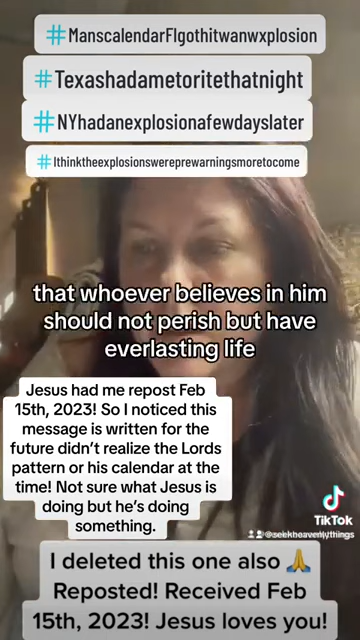 #ManscalendarFlgothitwanwxplosion
#Texashadametoritethatnight
#NYhadanexplosionafewdayslater
#Ithinktheexplosionswereprewarningsmoretocome
that whoever believes in him
should not perish but have
everlasting life
Jesus had me repost Feb
15th, 2023! So I noticed this
message is written for the
future didn't realize the Lords
pattern or his calendar at the
time! Not sure what Jesus is
doing but he's doing
something.
TikTok
@seekheavenlythings
I deleted this one also 🙏
Reposted! Received Feb
15th, 2023! Jesus loves you!